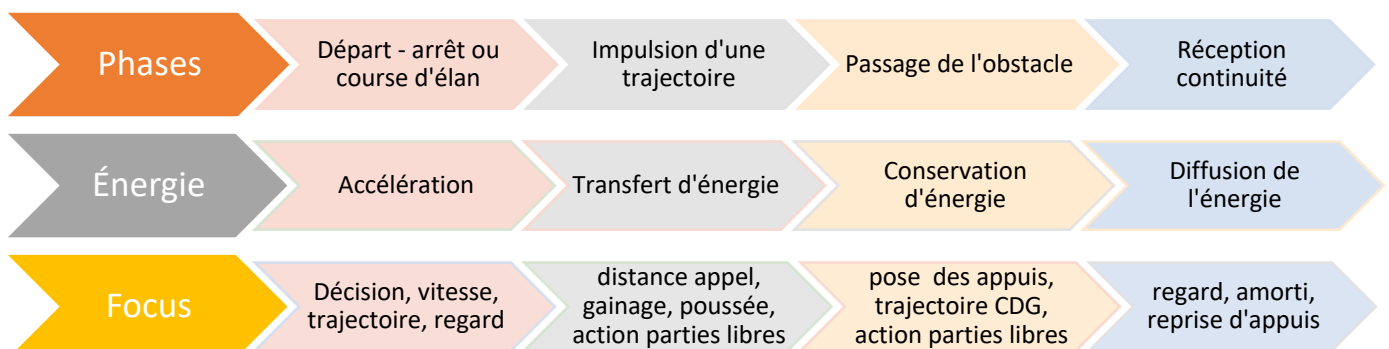 Phases
Départ - arrêt ou
course d'élan
Impulsion d'une
trajectoire
Passage de l'obstacle
Réception
continuité
Énergie
Accélération
Transfert d'énergie
Conservation
d'énergie
Diffusion de
l'énergie
Focus
Décision, vitesse,
trajectoire, regard
distance appel,
gainage, poussée,
action parties libres
pose des appuis,
trajectoire CDG,
action parties libres
regard, amorti,
reprise d'appuis